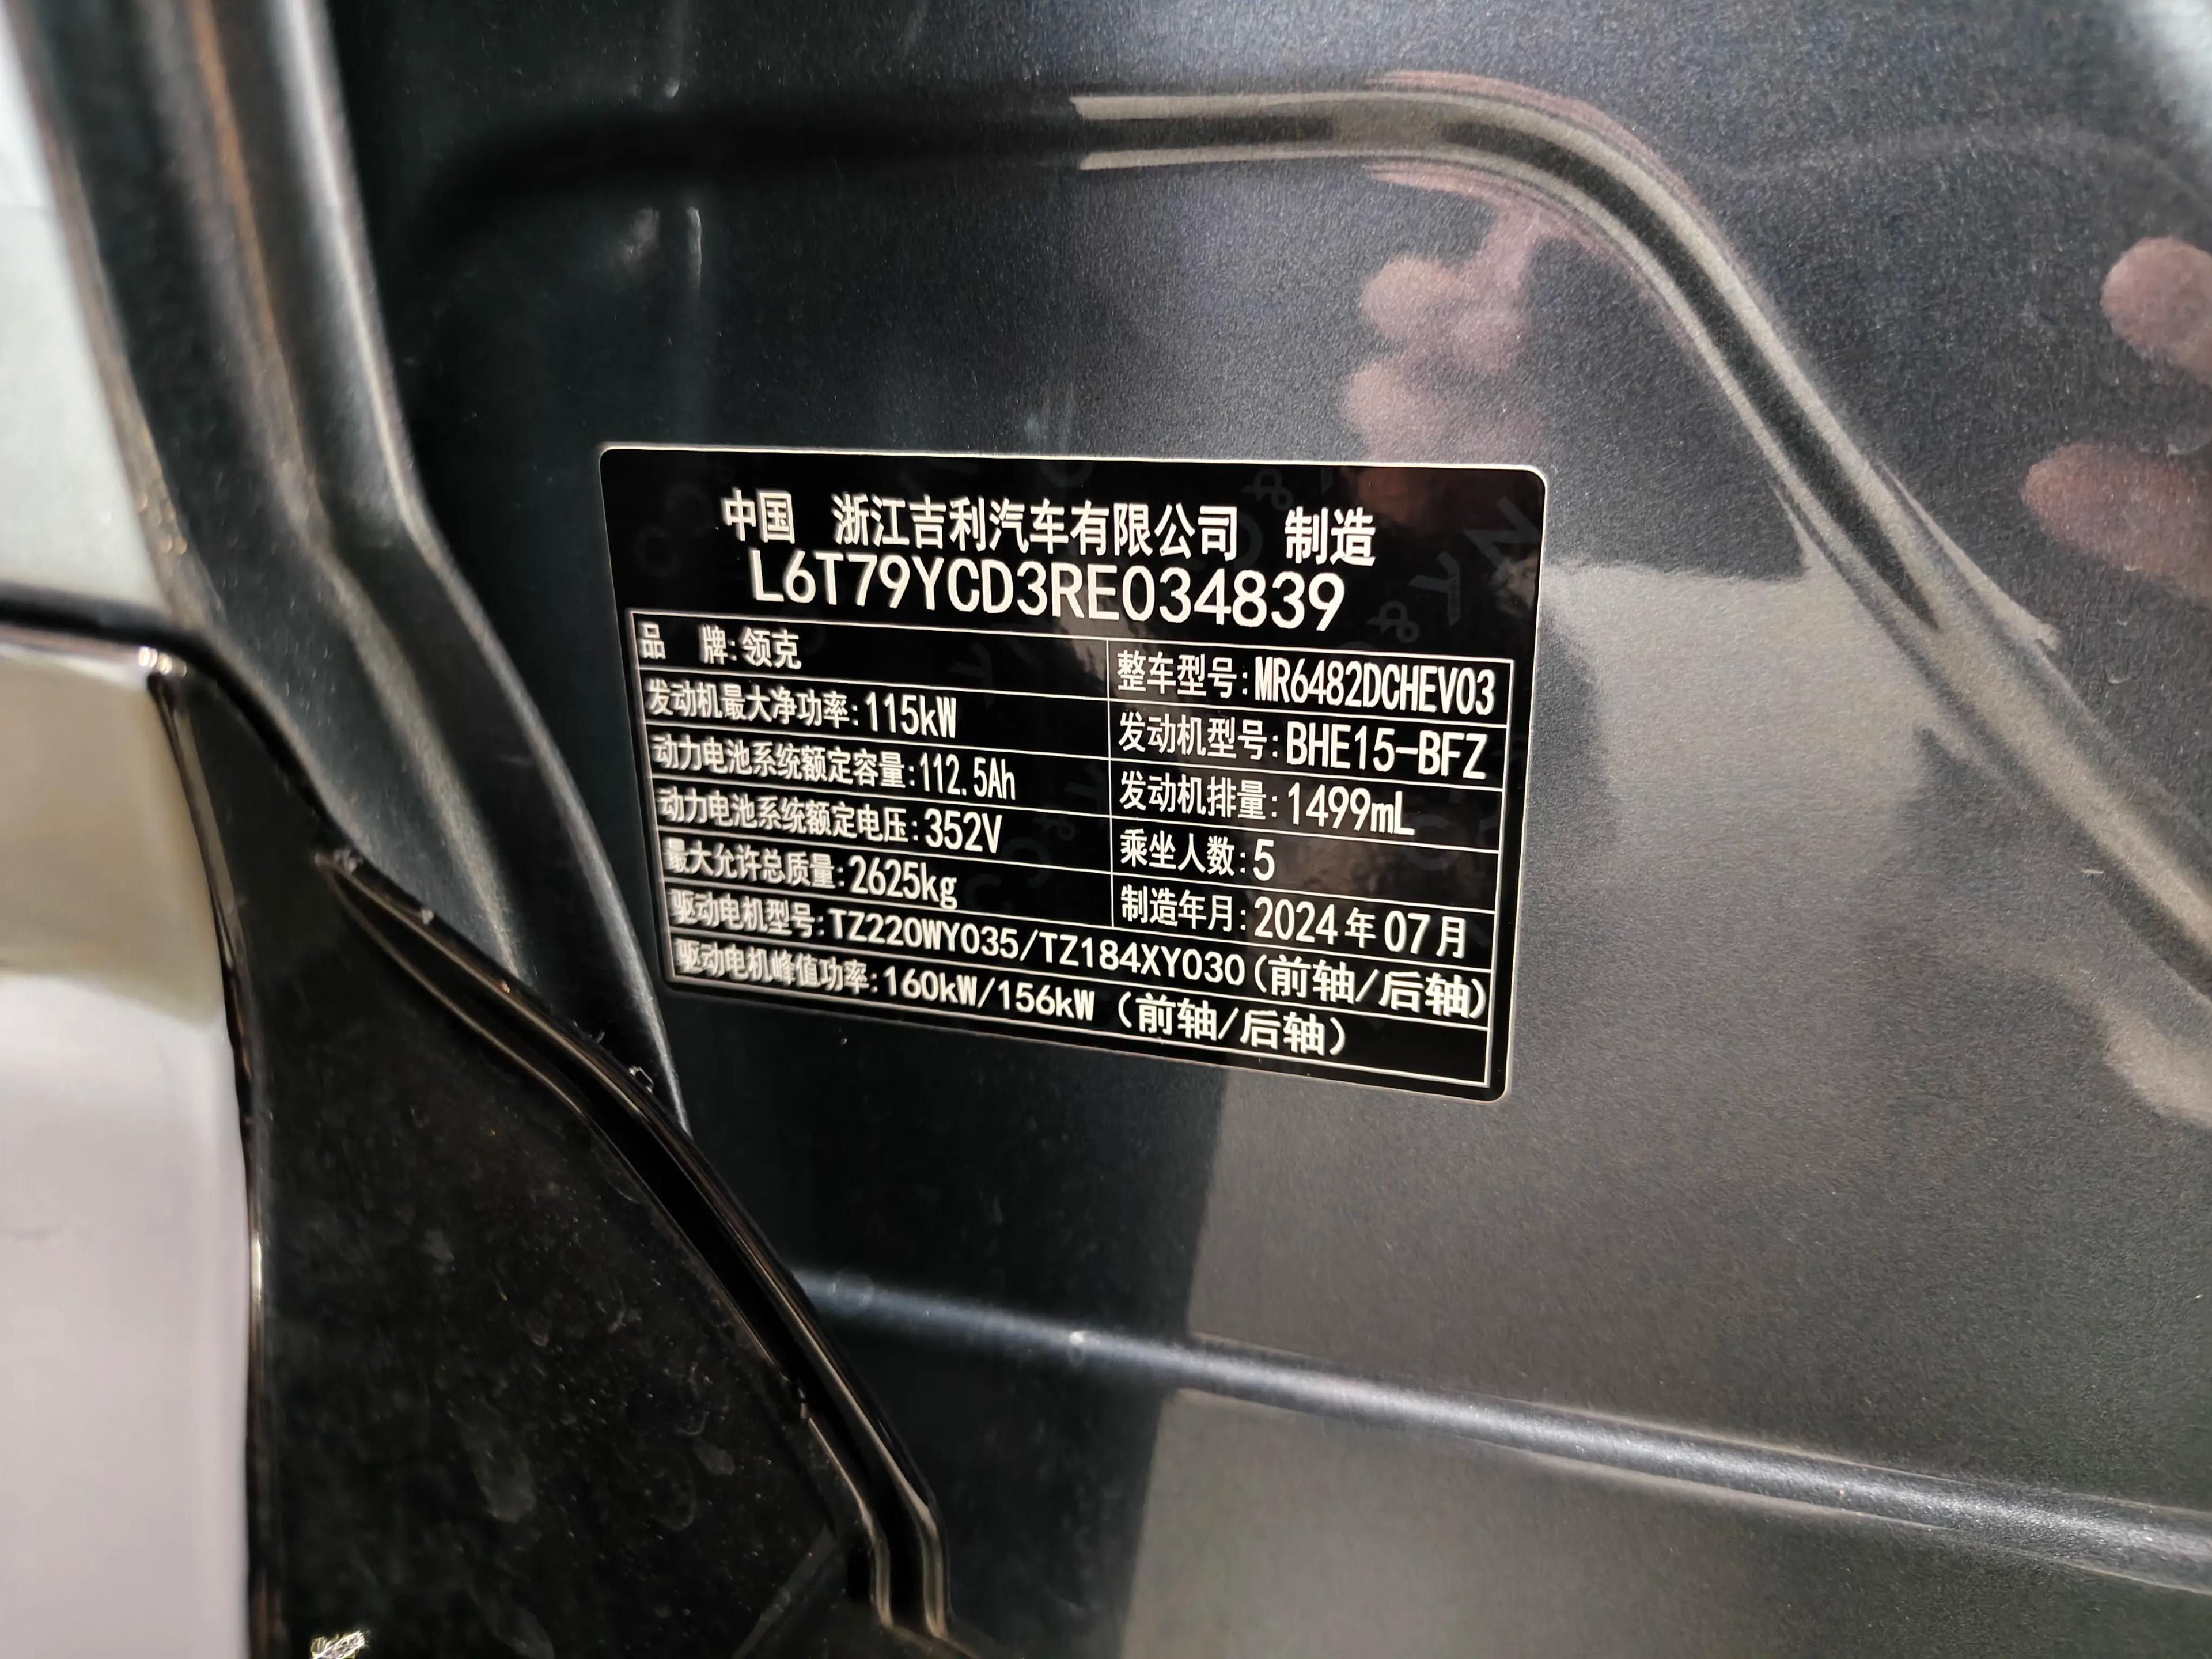 中国 浙江吉利汽车有限公司 制造
L6T79YCD3RE034839
品 牌:领克 整车型号:MR6482DCHEV03
发动机最大净功率:115kW 发动机型号:BHE15-BFZ
动力电池系统额定容量:112.5Ah 发动机排量:1499mL
动力电池系统额定电压:352V 乘坐人数:5
最大允许总质量:2625kg 制造年月:2024年07月
驱动电机型号:TZ220WY035/TZ184XY030(前轴/后轴)
驱动电机峰值功率:160kW/156kW (前轴/后轴)